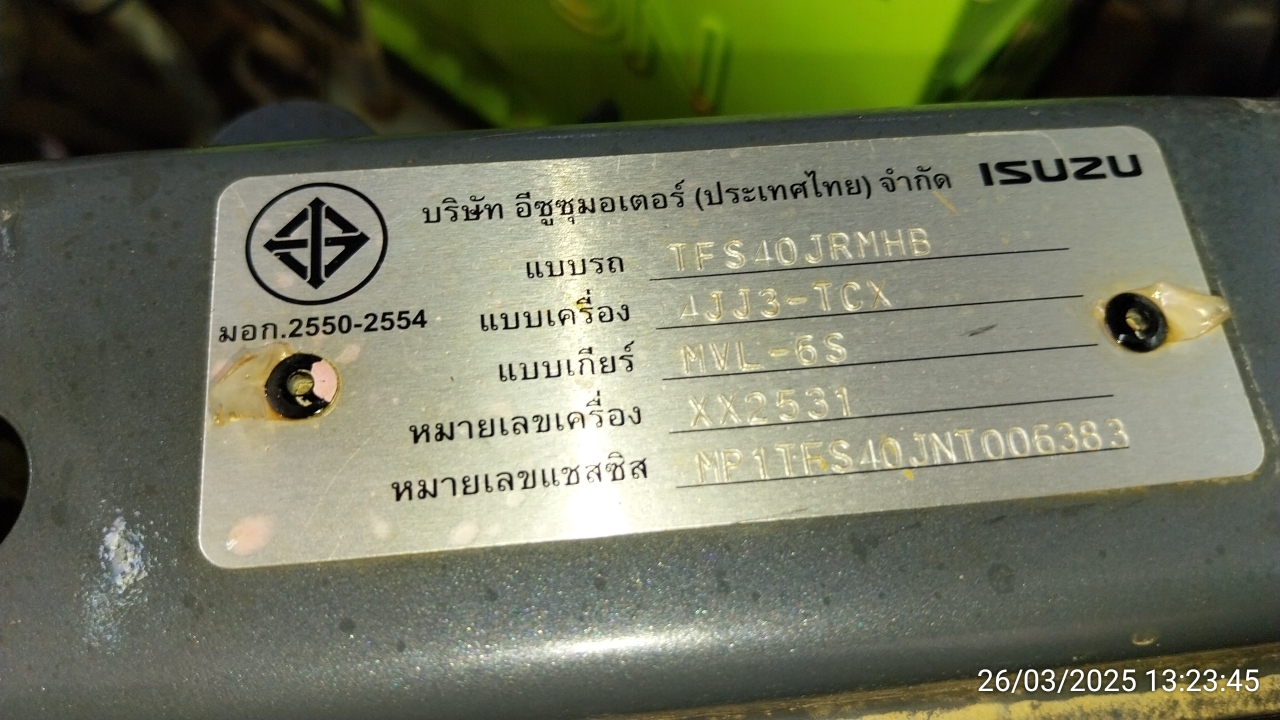 บริษัท อีซูซุมอเตอร์ (ประเทศไทย) จำกัด ISUZU
แบบรถ TFS40JRMHB
มอก.2550-2554
แบบเครื่อง 4JJ3-TCX
แบบเกียร์ MVL-6S
หมายเลขเครื่อง XX2531
หมายเลขแชสซิส MP1TFS40JNT006383
26/03/2025 13:23:45